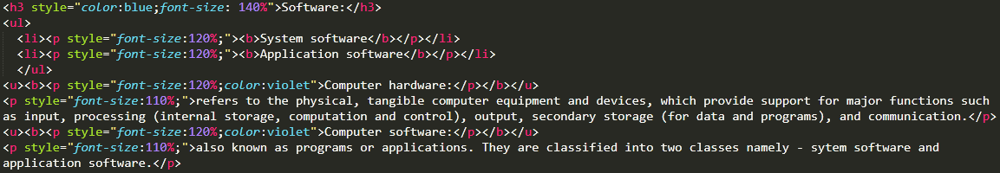 <h3 style="color:blue;font-size: 140%">Software:</h3>
<ul>
  <li><p style="font-size:120%;"><b>System software</b></p></li>
  <li><p style="font-size:120%;"><b>Application software</b></p></li>
  </ul>
<u><b><p style="font-size:120%;color:violet">Computer hardware:</p></b></u>
<p style="font-size:110%;">refers to the physical, tangible computer equipment and devices, which provide support for major functions such
as input, processing (internal storage, computation and control), output, secondary storage (for data and programs), and communication.</p>
<u><b><p style="font-size:120%;color:violet">Computer software:</p></b></u>
<p style="font-size:110%;">also known as programs or applications. They are classified into two classes namely - sytem software and
application software.</p>